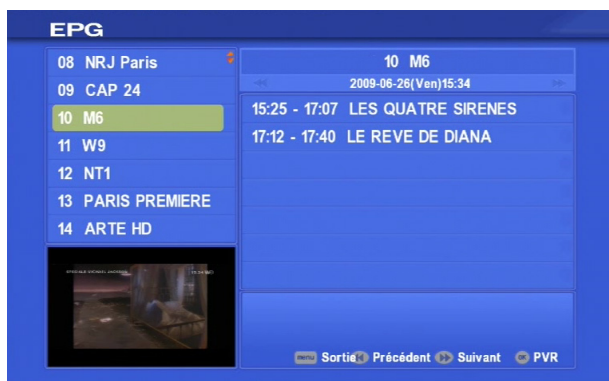 EPG
08 NRJ Paris
09 CAP 24
10 M6
11 W9
12 NT1
13 PARIS PREMIERE
14 ARTE HD
10 M6
2009-06-26(Ven)15:34
15:25 - 17:07 LES QUATRE SIRENES
17:12 - 17:40 LE REVE DE DIANA
menu Sortie Précédent Suivant OK PVR